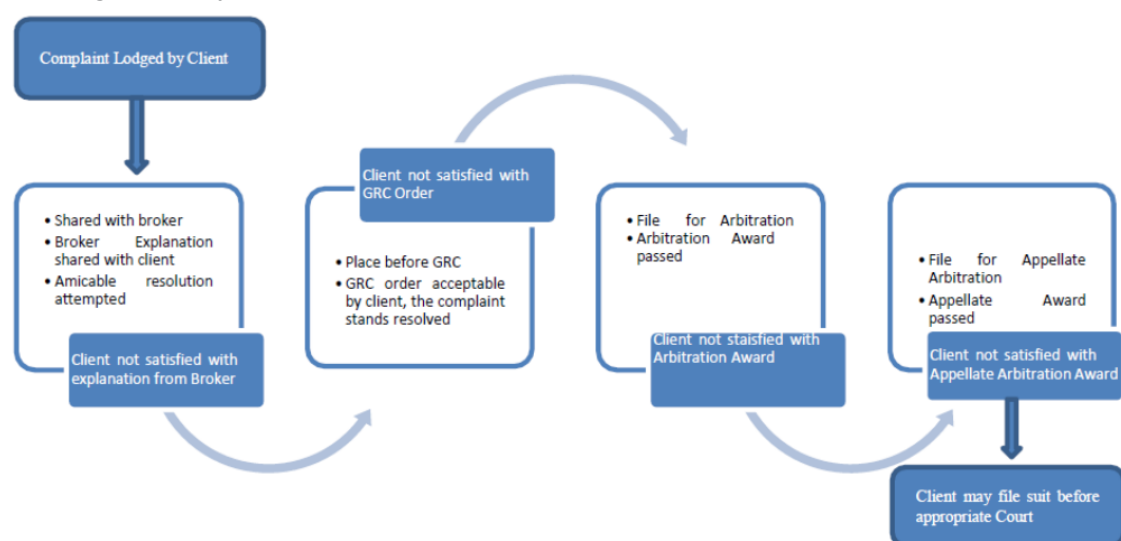 Complaint Lodged by Client
• Shared with broker
• Broker Explanation
shared with client
• Amicable resolution
attempted
Client not satisfied with
explanation from Broker
Client not satisfied with
GRC Order
• Place before GRC
• GRC order acceptable
by client, the complaint
stands resolved
• File for Arbitration
• Arbitration Award
passed
Client not staisfied with
Arbitration Award
• File for Appellate
Arbitration
• Appellate Award
passed
Client not satisfied with
Appellate Arbitration Award
Client may file suit before
appropriate Court